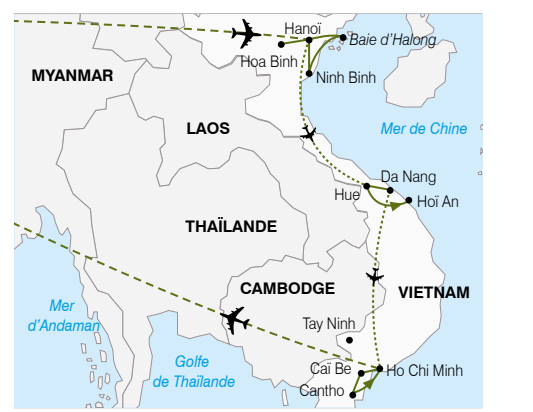 Hanoï
Baie d'Halong
Hoa Binh
MYANMAR
Ninh Binh
LAOS
Mer de Chine
Da Nang
Hue
Hoï An
THAÏLANDE
CAMBODGE
VIETNAM
Mer
d'Andaman
Tay Ninh
Golfe
de Thaïlande
Caï Be
Ho Chi Minh
Cantho